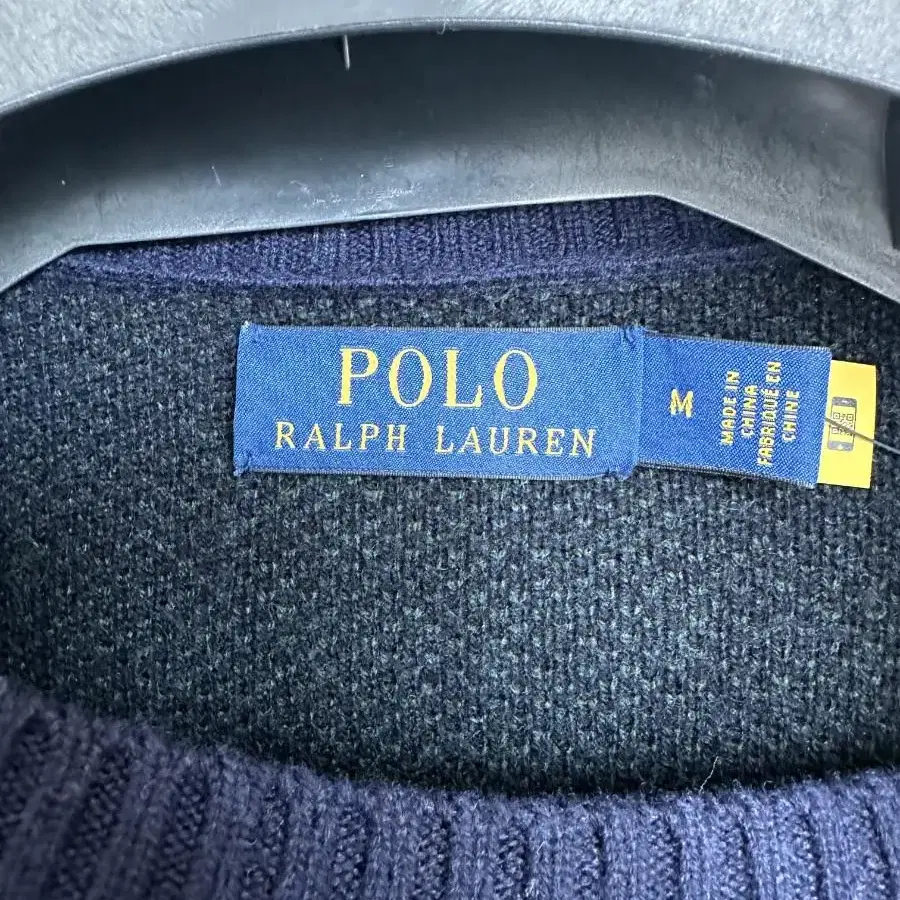 POLO
RALPH LAUREN
M
MADE IN
CHINA
FABRIQUÉ EN
CHINE